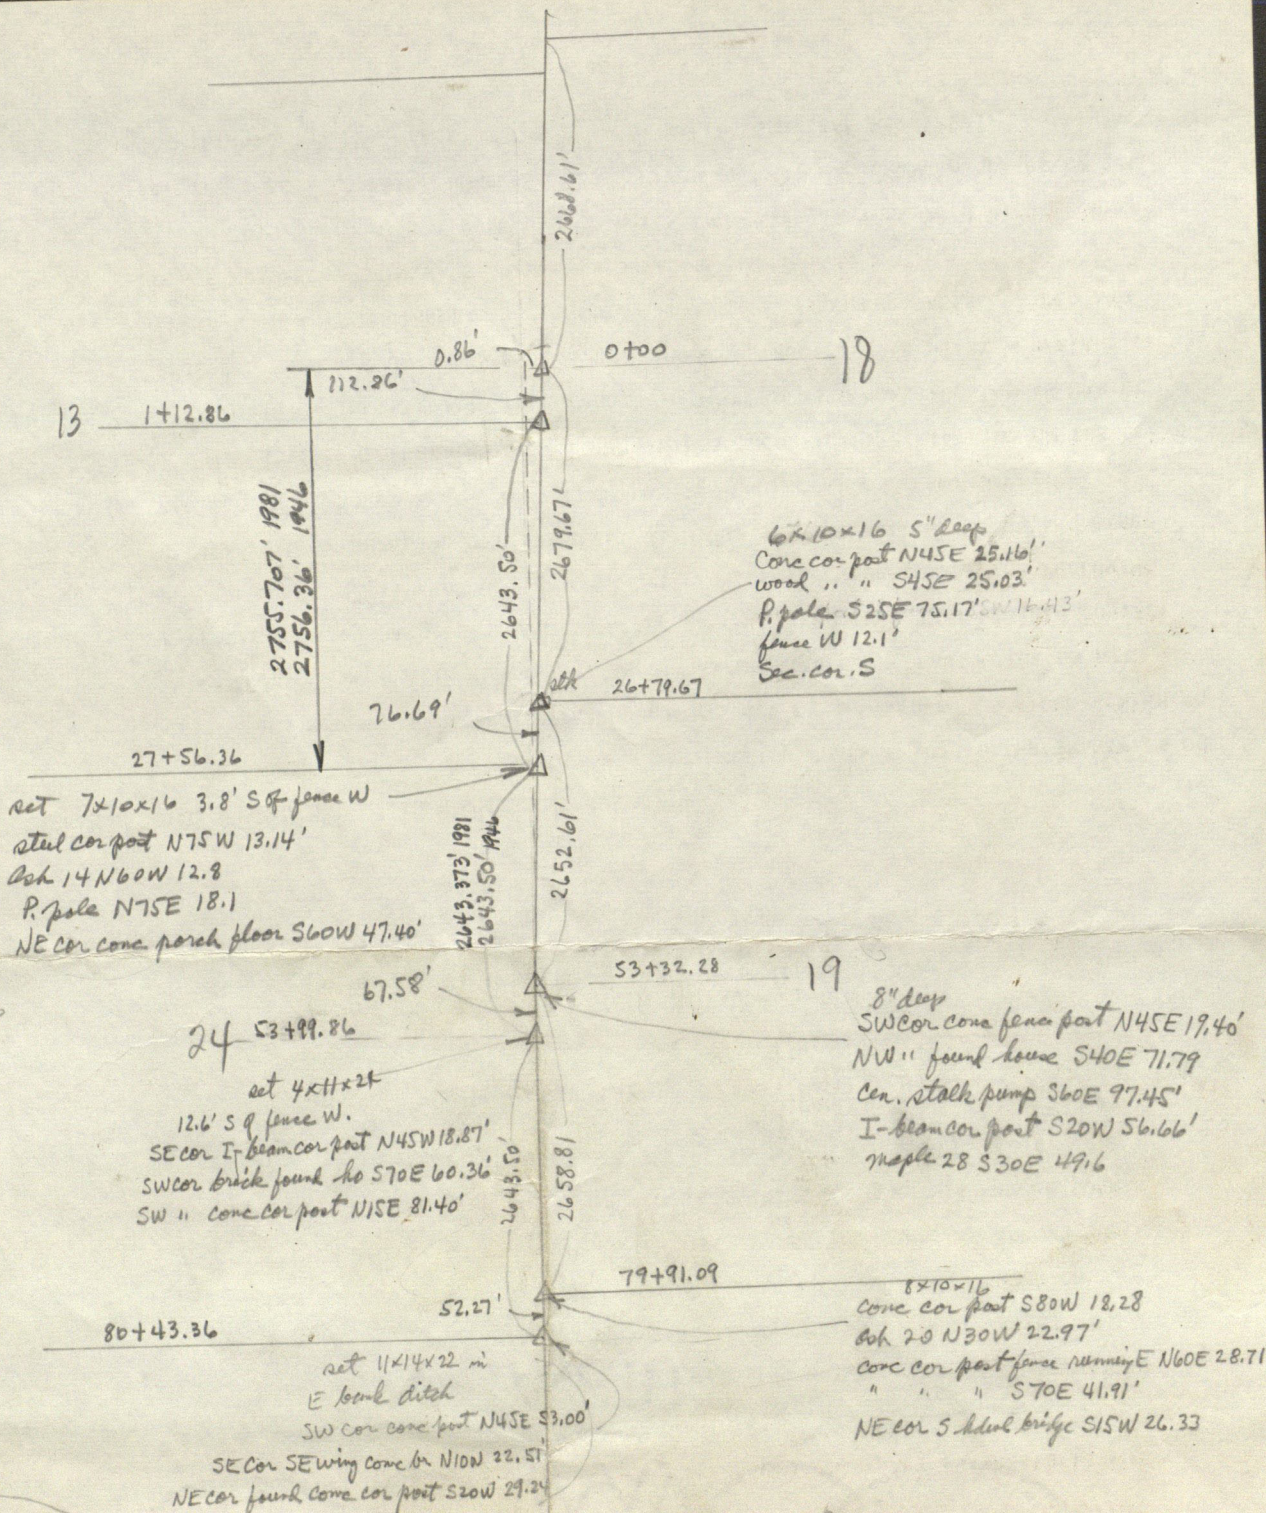 2668.61'
0.86'
0+00
18
112.86'
13
1+12.86
2755.707' 1981
2756.36' 1946
2643.50'
2679.67'
6x10x16 5" deep
Conc cor post N45E 25.16'
wood " " S45E 25.03'
P. pole S25E 75.17'
fence W 12.1'
Sec. cor. S
stk
26+79.67
76.69'
27+56.36
set 7x10x16 3.8' S of fence W
steel cor post N75W 13.14'
Ash 14 N60W 12.8
P. pole N75E 18.1
NE cor conc porch floor S60W 47.40'
2643.373' 1981
2643.50' 1946
2652.61'
53+32.28
19
67.58'
24
53+99.86
8" deep
SW cor conc fence post N45E 19.40'
NW " found house S40E 71.79
Cen. stalk pump S60E 97.45'
I-beam cor post S20W 56.66'
maple 28 S30E 49.6
set 4x11x24
12.6' S of fence W.
SE cor I-beam cor post N45W 18.87'
SW cor brick found ho S70E 60.36'
SW " conc cor post N15E 81.40'
2643.50'
2658.81
79+91.09
52.27'
80+43.36
8x10x16
conc cor post S80W 18.28
Ash 20 N30W 22.97'
conc cor post fence running E N60E 28.71
" " " S70E 41.91'
NE cor S hdwl bridge S15W 26.33
set 11x14x22 in
E bank ditch
SW cor conc post N45E 53.00'
SE cor SE wing conc br N10W 22.51'
NE cor found conc cor post S20W 29.24